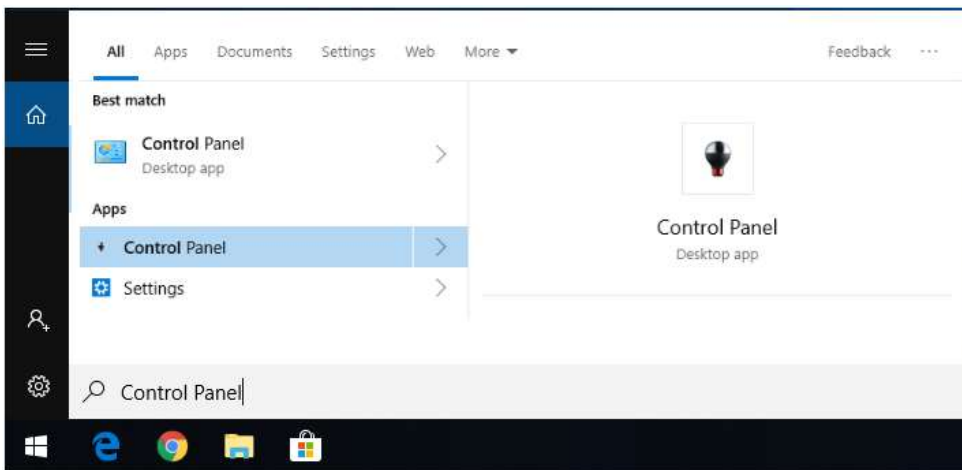 All Apps Documents Settings Web More Feedback ...
Best match
Control Panel
Desktop app
Apps
Control Panel
Settings
Control Panel
Desktop app
Control Panel